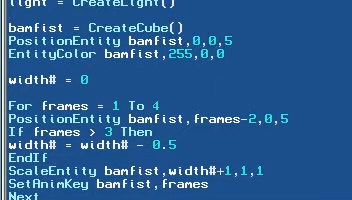 light = CreateLight()
bamfist = CreateCube()
PositionEntity bamfist,0,0,5
EntityColor bamfist,255,0,0
width# = 0
For frames = 1 To 4
PositionEntity bamfist,frames-2,0,5
If frames > 3 Then
width# = width# - 0.5
EndIf
ScaleEntity bamfist,width#+1,1,1
SetAnimKey bamfist,frames
Next